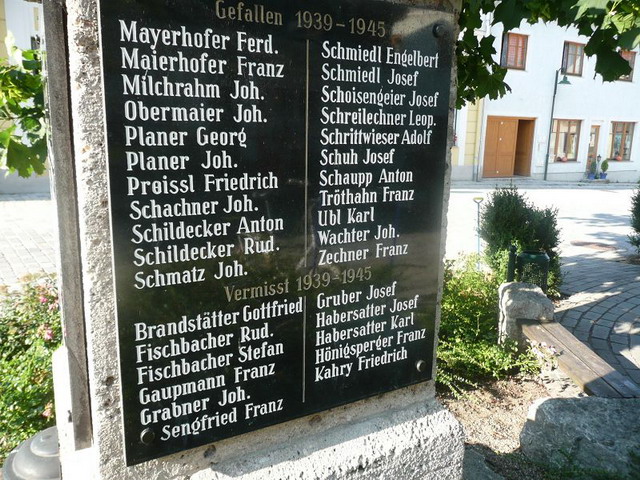 Gefallen 1939-1945
Mayerhofer Ferd.
Maierhofer Franz
Milchrahm Joh.
Obermaier Joh.
Planer Georg
Planer Joh.
Prøissl Friedrich
Schachner Joh.
Schildecker Anton
Schildecker Rud.
Schmatz Joh.
Schmiedl Engelbert
Schmiedl Josef
Schoisengeier Josef
Schreilechner Leop.
Schrittwieser Adolf
Schuh Josef
Schaupp Anton
Tröthahn Franz
Ubl Karl
Wachter Joh.
Zechner Franz
Vermisst 1939-1945
Brandstätter Gottfried
Fischbacher Rud.
Fischbacher Stefan
Gaupmann Franz
Grabner Joh.
Sengfried Franz
Gruber Josef
Habersatter Josef
Habersatter Karl
Hönigsperger Franz
Kahry Friedrich